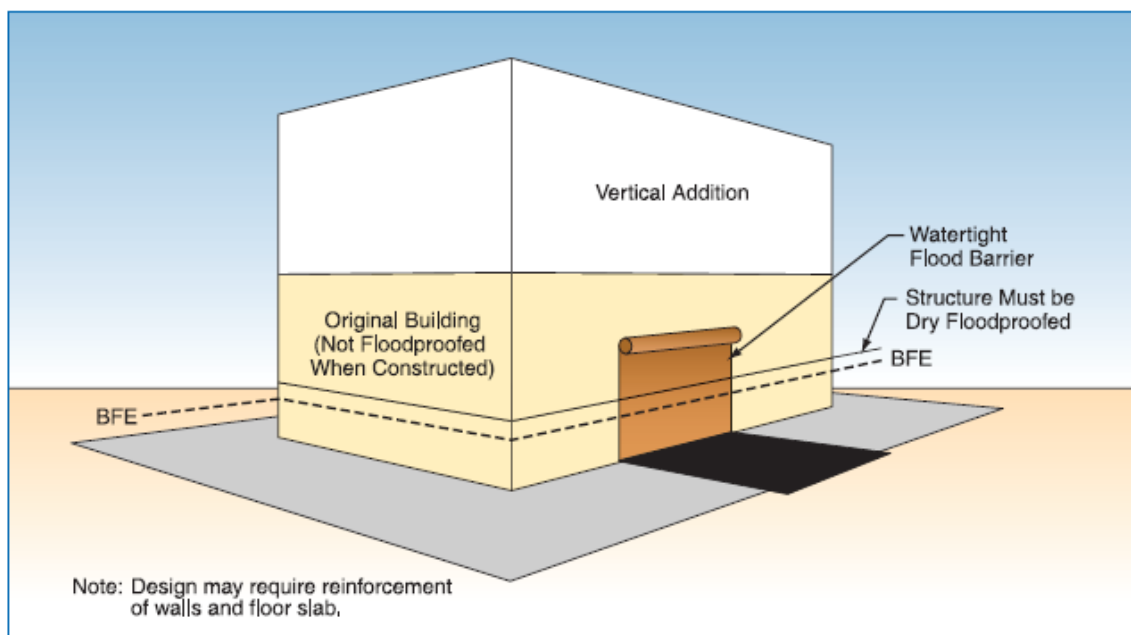 Vertical Addition
Watertight
Flood Barrier
Structure Must be
Dry Floodproofed
Original Building
(Not Floodproofed
When Constructed)
BFE
BFE
Note: Design may require reinforcement
of walls and floor slab.